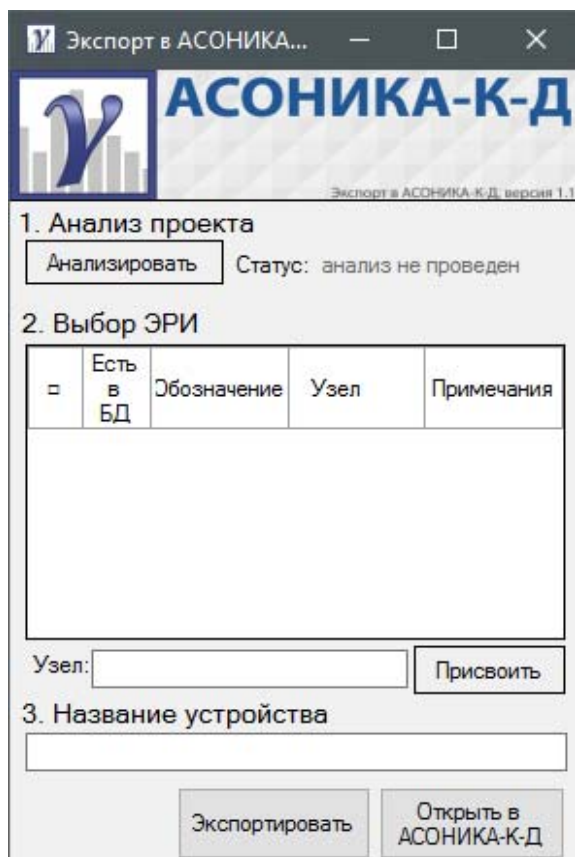 Экспорт в АСОНИКА...
γ
АСОНИКА-К-Д
Экспорт в АСОНИКА-К-Д, версия 1.1
1. Анализ проекта
Анализировать Статус: анализ не проведен
2. Выбор ЭРИ
Есть в БД Обозначение Узел Примечания
Узел: Присвоить
3. Название устройства
Экспортировать Открыть в АСОНИКА-К-Д